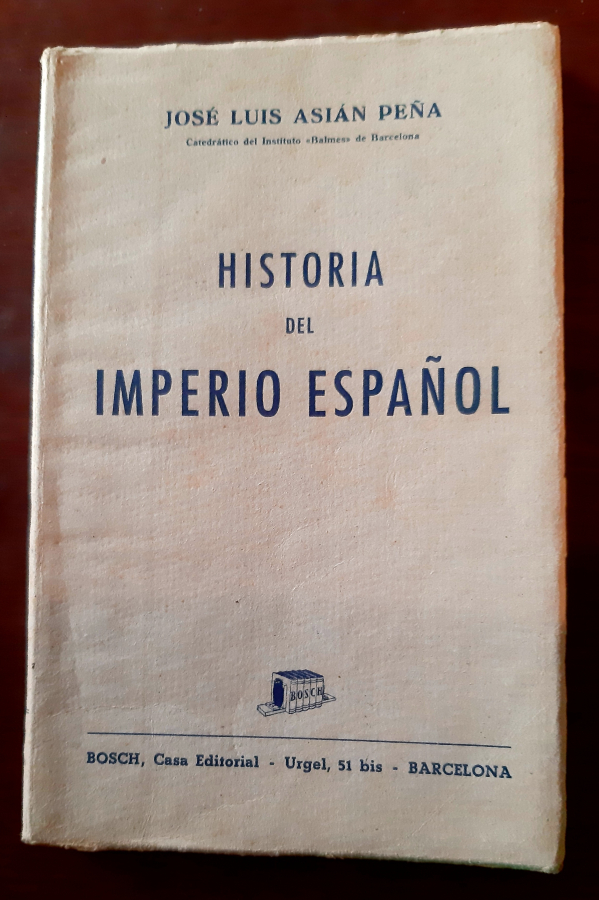 JOSÉ LUIS ASIÁN PEÑA
Catedrático del Instituto «Balmes» de Barcelona
HISTORIA
DEL
IMPERIO ESPAÑOL
BOSCH
BOSCH, Casa Editorial - Urgel, 51 bis - BARCELONA